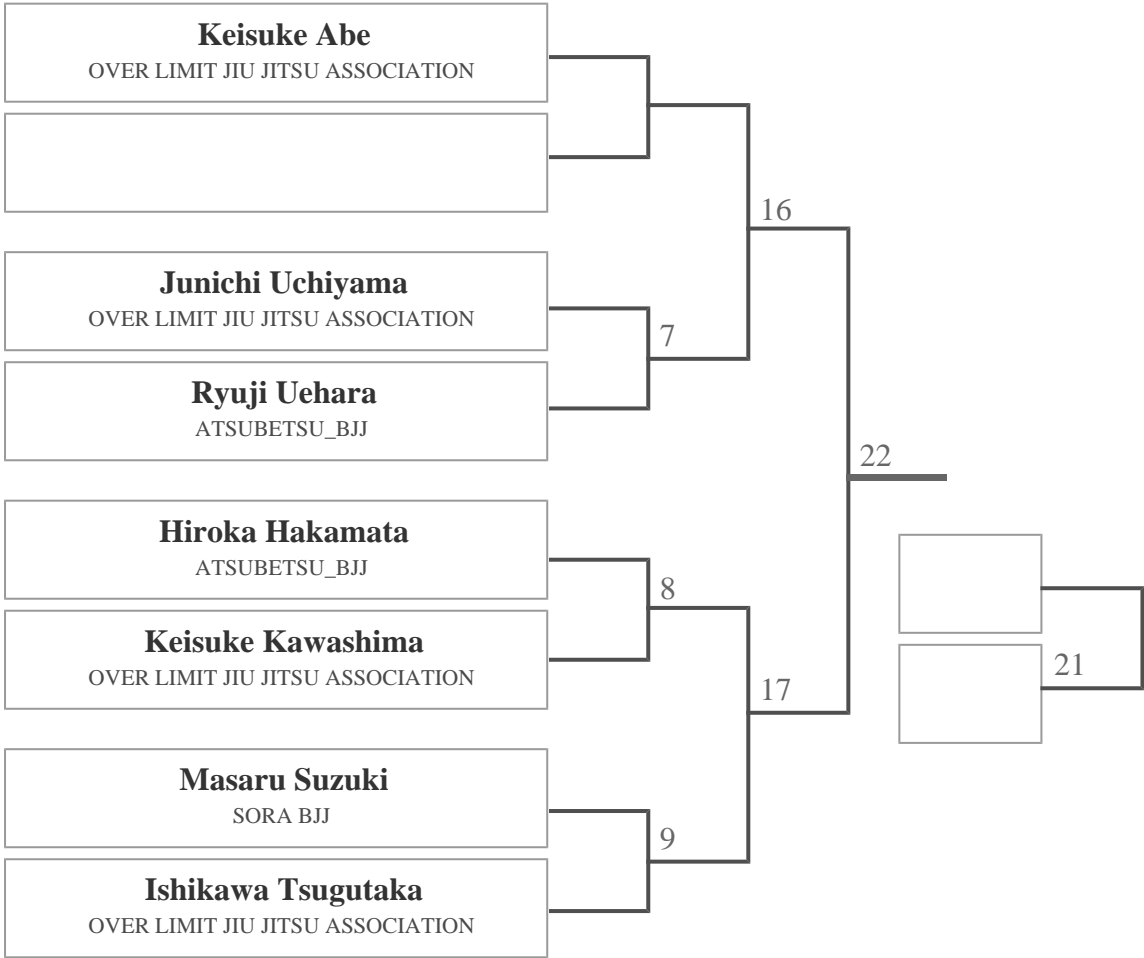 Keisuke Abe
OVER LIMIT JIU JITSU ASSOCIATION
16
Junichi Uchiyama
OVER LIMIT JIU JITSU ASSOCIATION
7
Ryuji Uehara
ATSUBETSU_BJJ
22
Hiroka Hakamata
ATSUBETSU_BJJ
8
Keisuke Kawashima
OVER LIMIT JIU JITSU ASSOCIATION
17
21
Masaru Suzuki
SORA BJJ
9
Ishikawa Tsugutaka
OVER LIMIT JIU JITSU ASSOCIATION